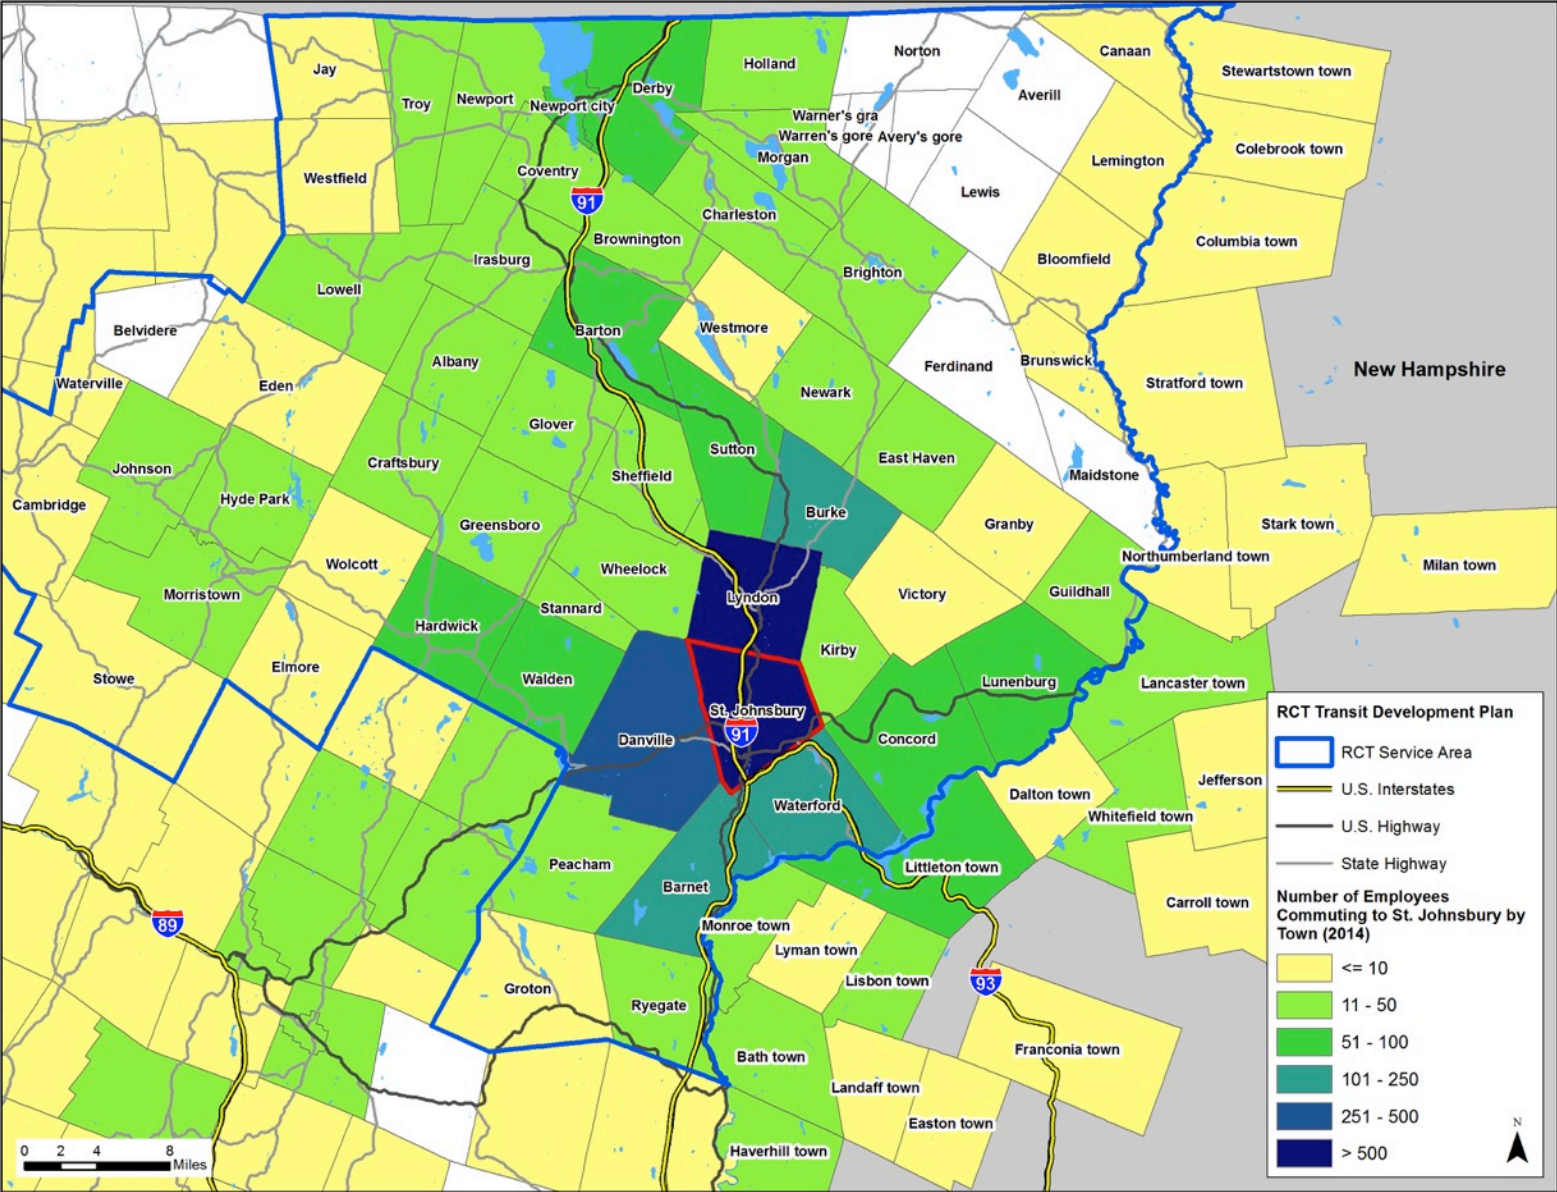 Norton
Canaan
Jay
Holland
Stewartstown town
Derby
Averill
Troy
Newport
Newport city
Warner's gra
Warren's gore
Avery's gore
Colebrook town
Morgan
Lemington
Westfield
Coventry
Lewis
91
Charleston
Brownington
Columbia town
Irasburg
Bloomfield
Brighton
Lowell
Belvidere
Barton
Westmore
Albany
Ferdinand
Brunswick
New Hampshire
Waterville
Eden
Stratford town
Newark
Glover
Sutton
Craftsbury
East Haven
Johnson
Sheffield
Maidstone
Hyde Park
Cambridge
Burke
Greensboro
Granby
Stark town
Northumberland town
Wolcott
Milan town
Wheelock
Morristown
Lyndon
Victory
Guildhall
Stannard
Hardwick
Kirby
Elmore
Stowe
Walden
Lunenburg
Lancaster town
St. Johnsbury
91
Danville
Concord
Jefferson
Dalton town
Waterford
Whitefield town
Peacham
Littleton town
Barnet
Carroll town
89
Monroe town
Lyman town
Lisbon town
93
Groton
Ryegate
Franconia town
Bath town
Landaff town
Easton town
Haverhill town
RCT Transit Development Plan
RCT Service Area
U.S. Interstates
U.S. Highway
State Highway
Number of Employees
Commuting to St. Johnsbury by
Town (2014)
<= 10
11 - 50
51 - 100
101 - 250
251 - 500
> 500
N
0 2 4 8
Miles